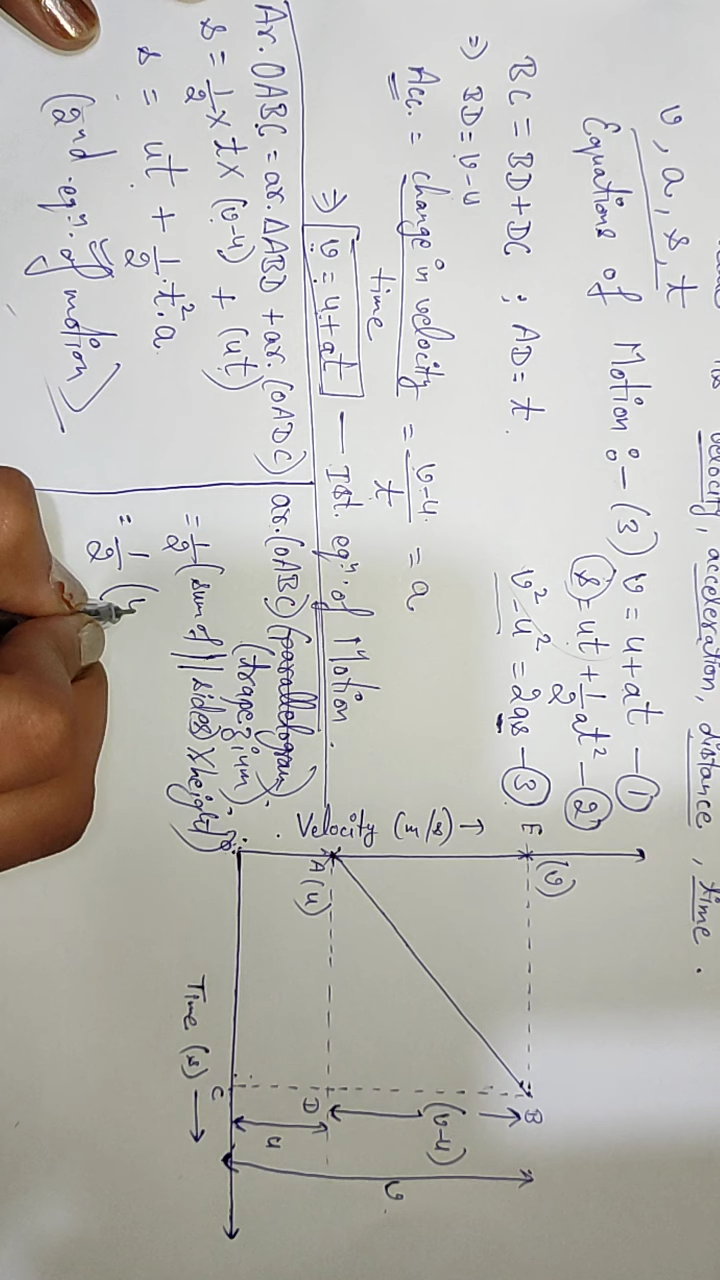 velocity, acceleration, distance, time.
v, a, s, t
Equations of Motion :- (3) v = u + at - ①
s = ut + 1/2 at² - ②
v² - u² = 2as - ③
BC = BD + DC ; AD = t.
⇒ BD = v - u
Acc. = change in velocity / time = v - u / t = a
⇒ v = u + at — Ist. eqⁿ. of Motion.
Ar. OABC = ar. ΔABD + ar. (OADC)
s = 1/2 × t × (v-u) + (ut)
s = ut + 1/2 . t² . a
(2nd. eqⁿ. of motion)
ar. (OABC) (parallelogram)
(trapezium)
= 1/2 (sum of || sides) × height
= 1/2 (
Velocity (m/s) ↑
E (v)
A (u)
B
(v-u)
D
u
v
C
Time (s) →